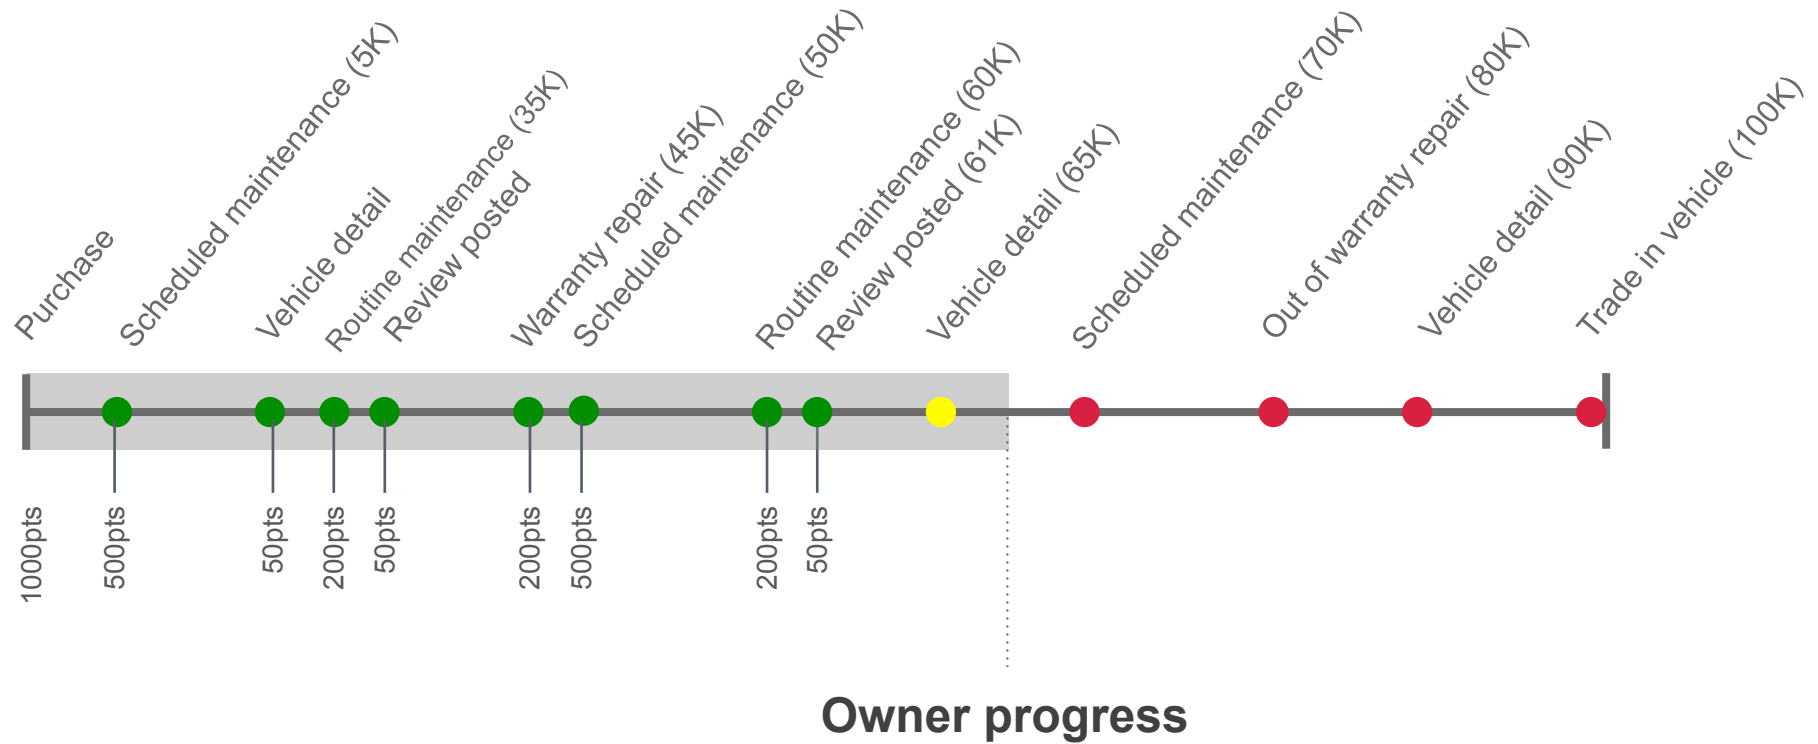 Purchase
Scheduled maintenance (5K)
Vehicle detail
Routine maintenance (35K)
Review posted
Warranty repair (45K)
Scheduled maintenance (50K)
Routine maintenance (60K)
Review posted (61K)
Vehicle detail (65K)
Scheduled maintenance (70K)
Out of warranty repair (80K)
Vehicle detail (90K)
Trade in vehicle (100K)
1000pts
500pts
50pts
200pts
50pts
200pts
500pts
200pts
50pts
Owner progress